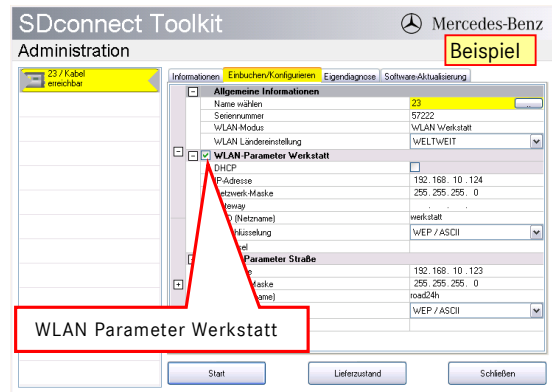 SDconnect Toolkit
Mercedes-Benz
Administration
Beispiel
23 / Kabel
erreichbar
Informationen Einbuchen/Konfigurieren Eigendiagnose Software-Aktualisierung
Allgemeine Informationen
Name wählen 23 ..
Seriennummer 57222
WLAN-Modus WLAN Werkstatt
WLAN Ländereinstellung WELTWEIT
WLAN-Parameter Werkstatt
DHCP
IP-Adresse 192.168. 10 .124
Netzwerk-Maske 255.255.255. 0
. . .
(Netzname) werkstatt
WEP / ASCII
Parameter Straße
192.168. 10 .123
Maske 255.255.255. 0
road24h
WEP / ASCII
WLAN Parameter Werkstatt
Start Lieferzustand Schließen